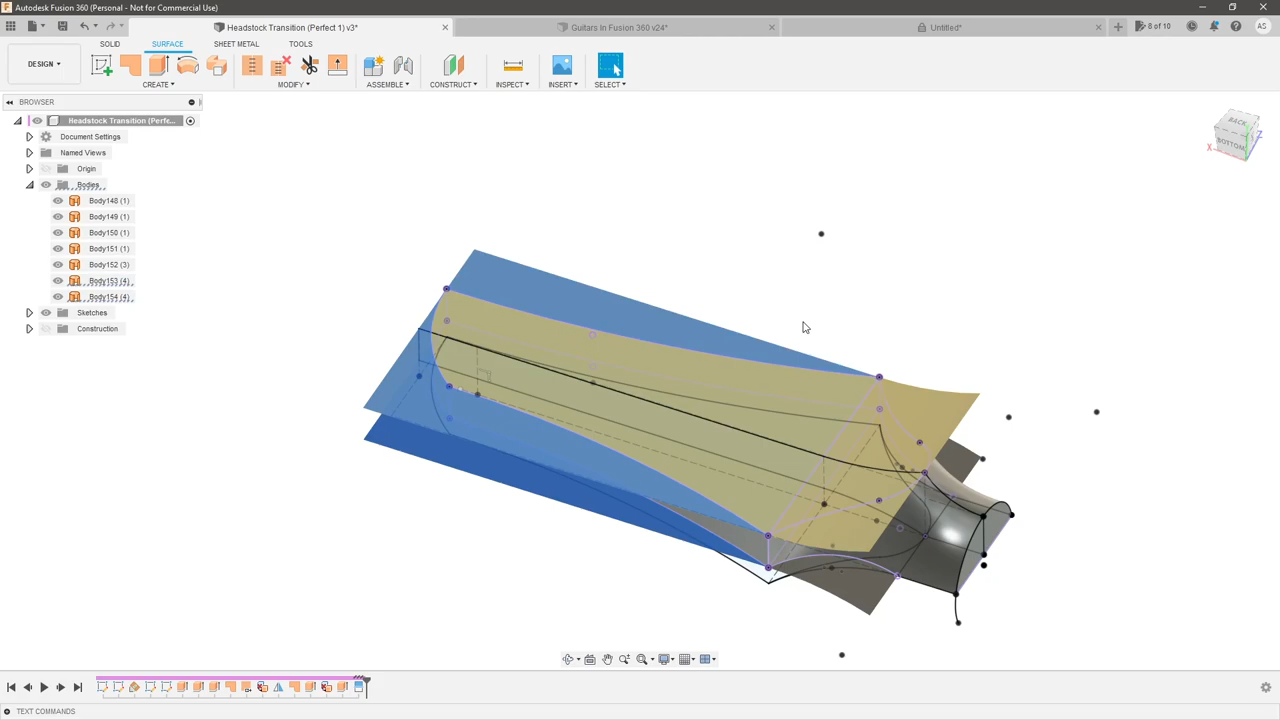 Autodesk Fusion 360 (Personal - Not for Commercial Use)
Headstock Transition (Perfect 1) v3*
Guitars In Fusion 360 v24*
Untitled*
8 of 10
AS
DESIGN
SOLID
SURFACE
SHEET METAL
TOOLS
CREATE
MODIFY
ASSEMBLE
CONSTRUCT
INSPECT
INSERT
SELECT
BROWSER
Headstock Transition (Perfe...
Document Settings
Named Views
Origin
Bodies
Body148 (1)
Body149 (1)
Body150 (1)
Body151 (1)
Body152 (3)
Body153 (4)
Body154 (4)
Sketches
Construction
BACK
BOTTOM
X
Z
TEXT COMMANDS